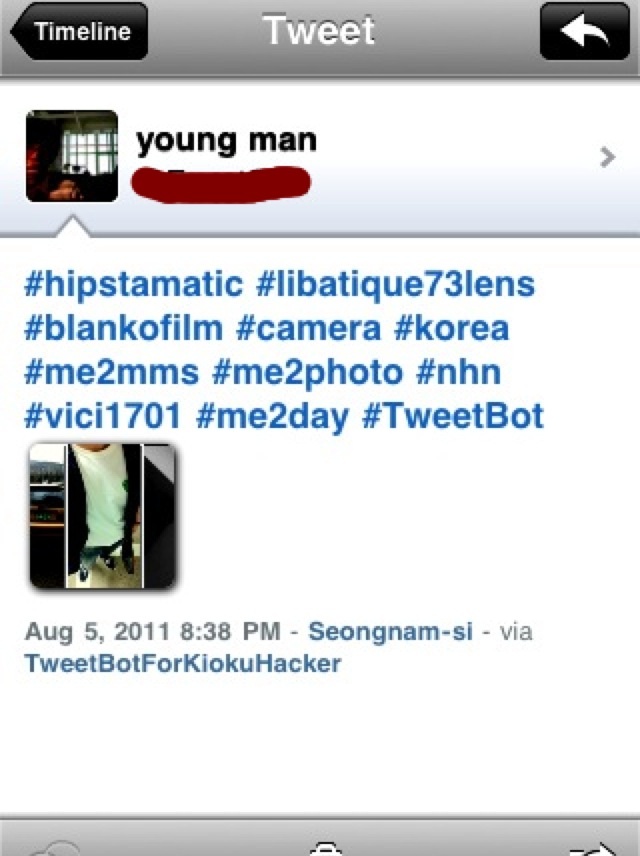 Timeline
Tweet
young man
#hipstamatic #libatique73lens
#blankofilm #camera #korea
#me2mms #me2photo #nhn
#vici1701 #me2day #TweetBot
Aug 5, 2011 8:38 PM - Seongnam-si - via
TweetBotForKiokuHacker